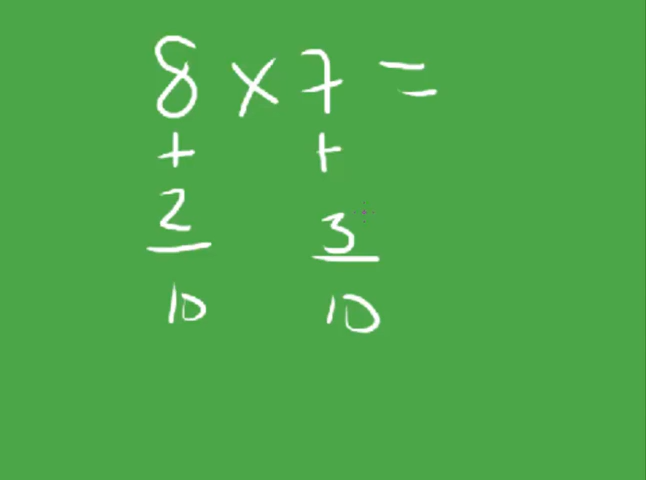 8 × 7 =
+ +
2 3
10 10